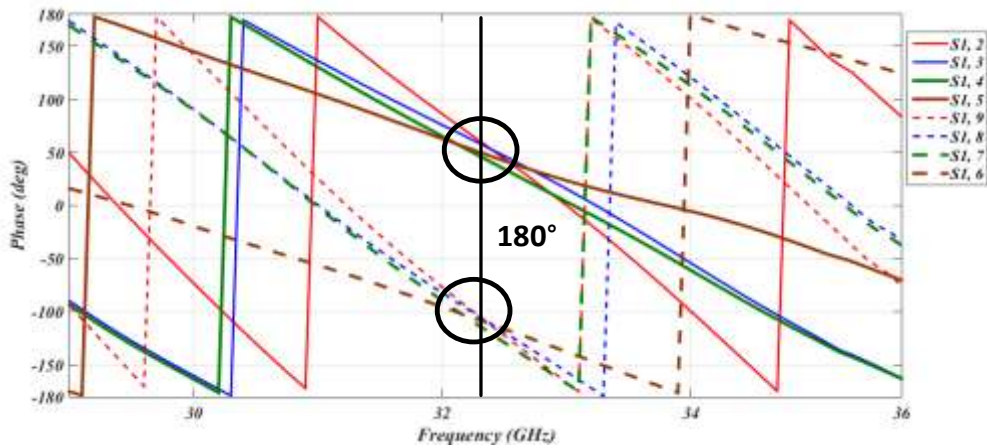 180
150
100
50
0
-50
-100
-150
-180
Phase (deg)
30
32
34
36
Frequency (GHz)
180°
S1, 2
S1, 3
S1, 4
S1, 5
S1, 9
S1, 8
S1, 7
S1, 6